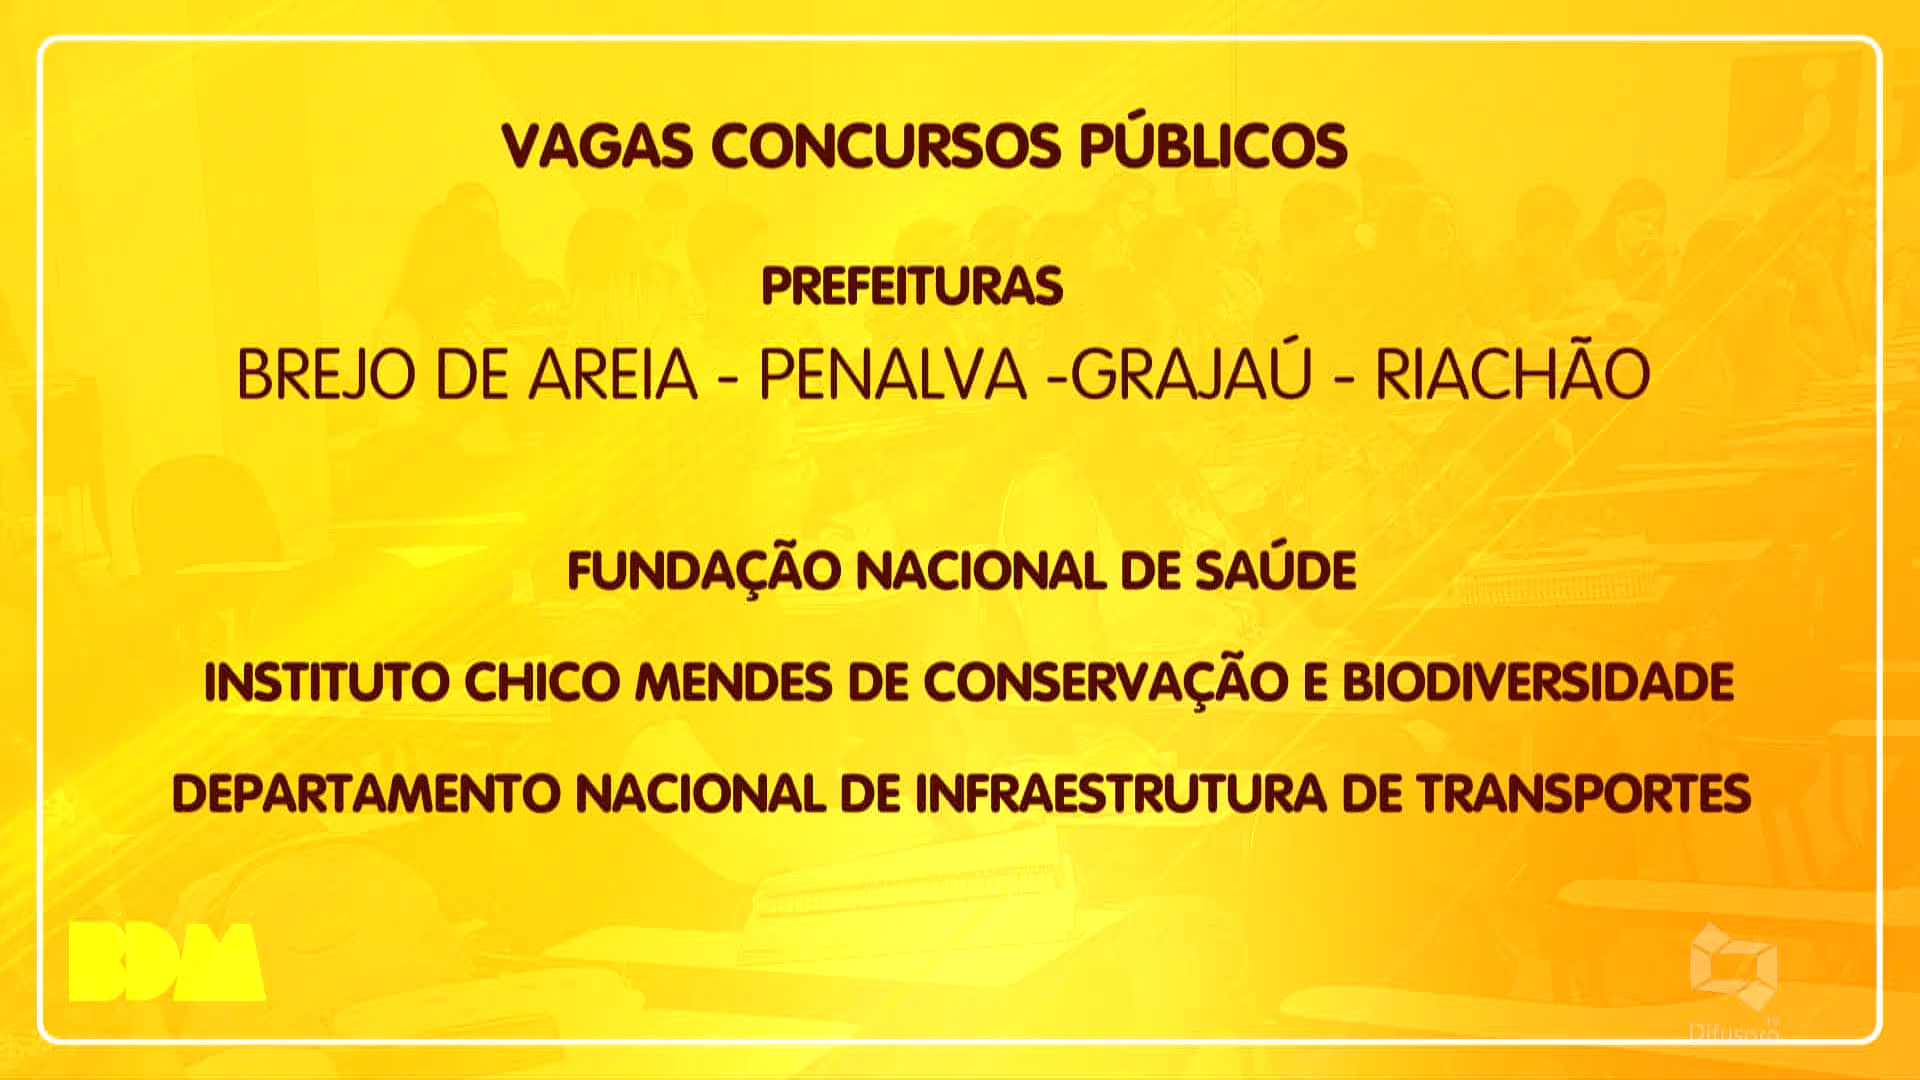 VAGAS CONCURSOS PÚBLICOS
PREFEITURAS
BREJO DE AREIA - PENALVA -GRAJAÚ - RIACHÃO
FUNDAÇÃO NACIONAL DE SAÚDE
INSTITUTO CHICO MENDES DE CONSERVAÇÃO E BIODIVERSIDADE
DEPARTAMENTO NACIONAL DE INFRAESTRUTURA DE TRANSPORTES
BDM